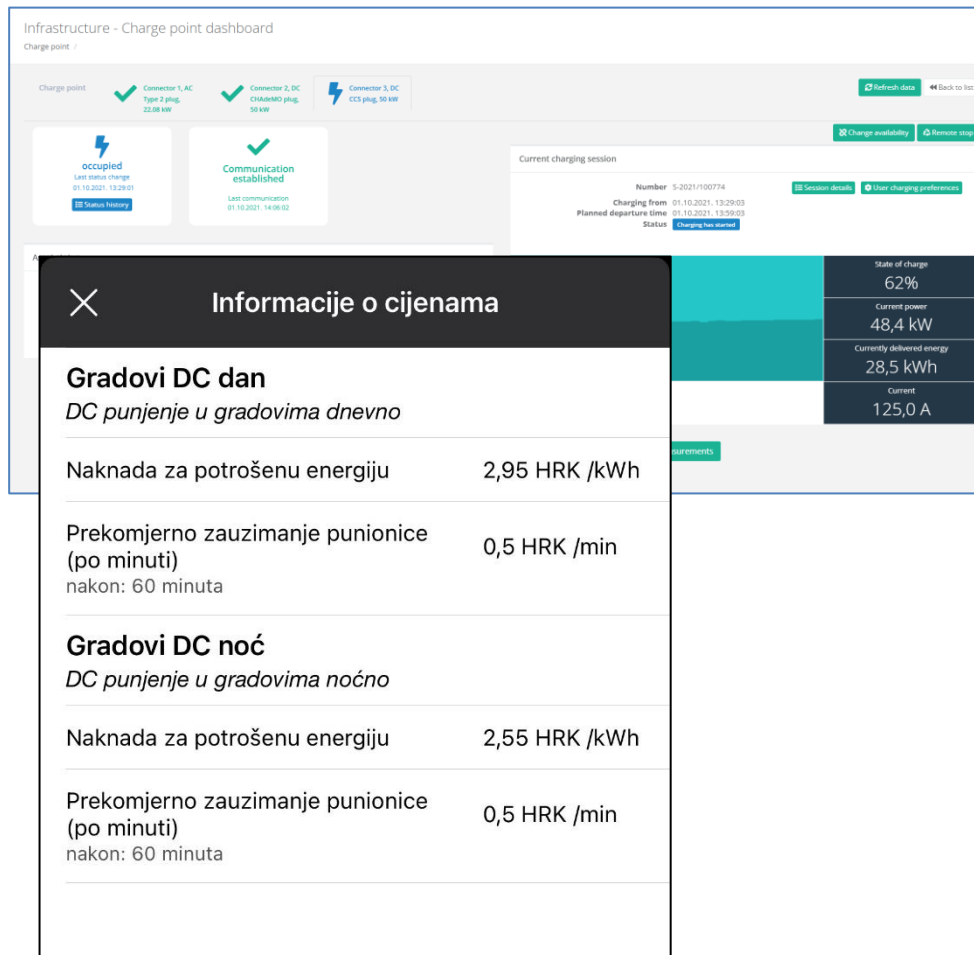 Infrastructure - Charge point dashboard
Charge point /
Charge point
Connector 1, AC
Type 2 plug,
22.08 kW
Connector 2, DC
CHAdeMO plug,
50 kW
Connector 3, DC
CCS plug, 50 kW
Refresh data
Back to list
Change availability
Remote stop
occupied
Last status change
01.10.2021. 13:29:01
Status history
Communication
established
Last communication
01.10.2021. 14:06:02
Current charging session
Number S-2021/100774
Session details
User charging preferences
Charging from 01.10.2021. 13:29:03
Planned departure time 01.10.2021. 13:59:03
Status Charging has started
State of charge
62%
Current power
48,4 kW
Currently delivered energy
28,5 kWh
Current
125,0 A
Informacije o cijenama
Gradovi DC dan
DC punjenje u gradovima dnevno
Naknada za potrošenu energiju 2,95 HRK /kWh
Prekomjerno zauzimanje punionice
(po minuti) 0,5 HRK /min
nakon: 60 minuta
Gradovi DC noć
DC punjenje u gradovima noćno
Naknada za potrošenu energiju 2,55 HRK /kWh
Prekomjerno zauzimanje punionice
(po minuti) 0,5 HRK /min
nakon: 60 minuta